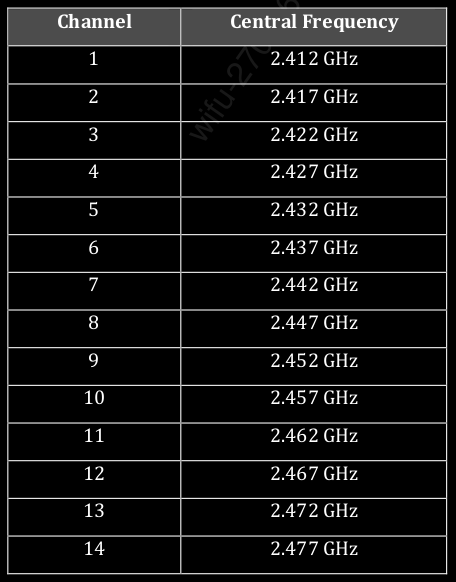 Channel Central Frequency
1 2.412 GHz
2 2.417 GHz
3 2.422 GHz
4 2.427 GHz
5 2.432 GHz
6 2.437 GHz
7 2.442 GHz
8 2.447 GHz
9 2.452 GHz
10 2.457 GHz
11 2.462 GHz
12 2.467 GHz
13 2.472 GHz
14 2.477 GHz